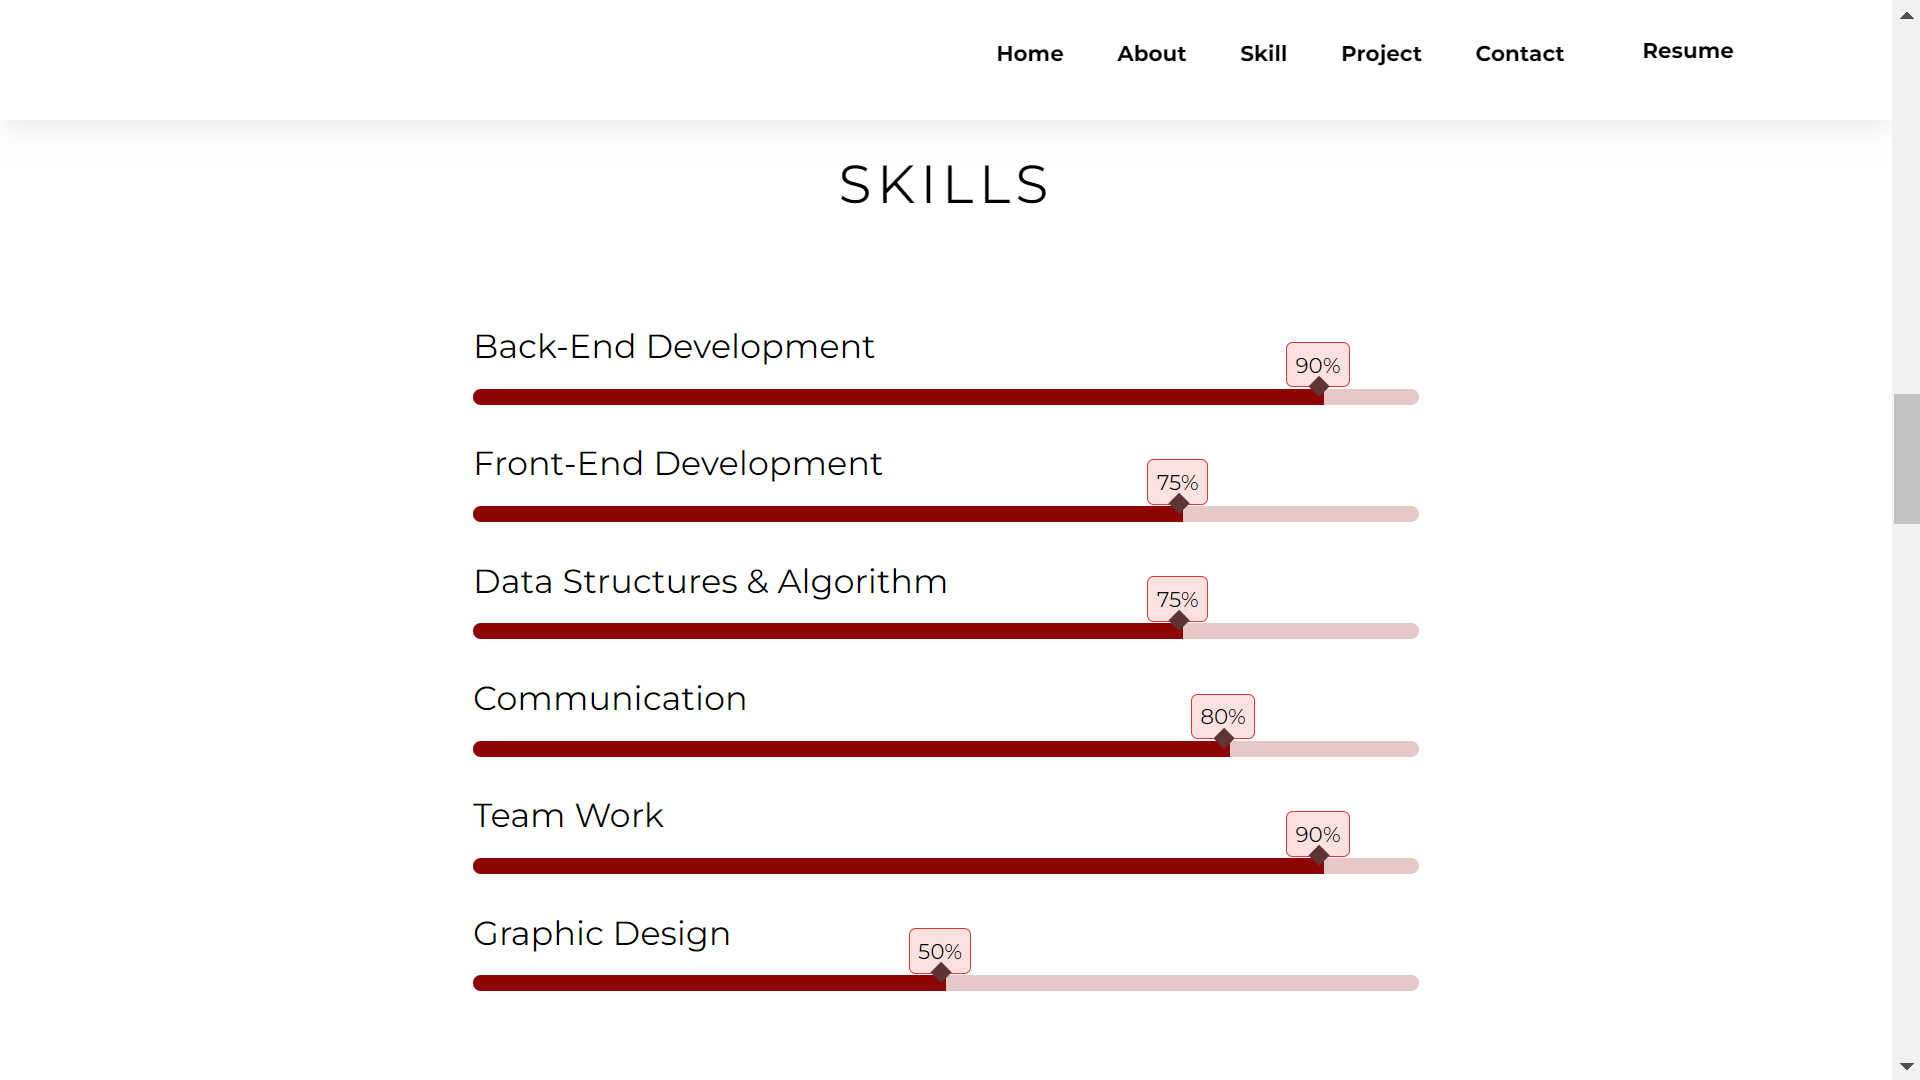 Home About Skill Project Contact Resume
SKILLS
Back-End Development
90%
Front-End Development
75%
Data Structures & Algorithm
75%
Communication
80%
Team Work
90%
Graphic Design
50%